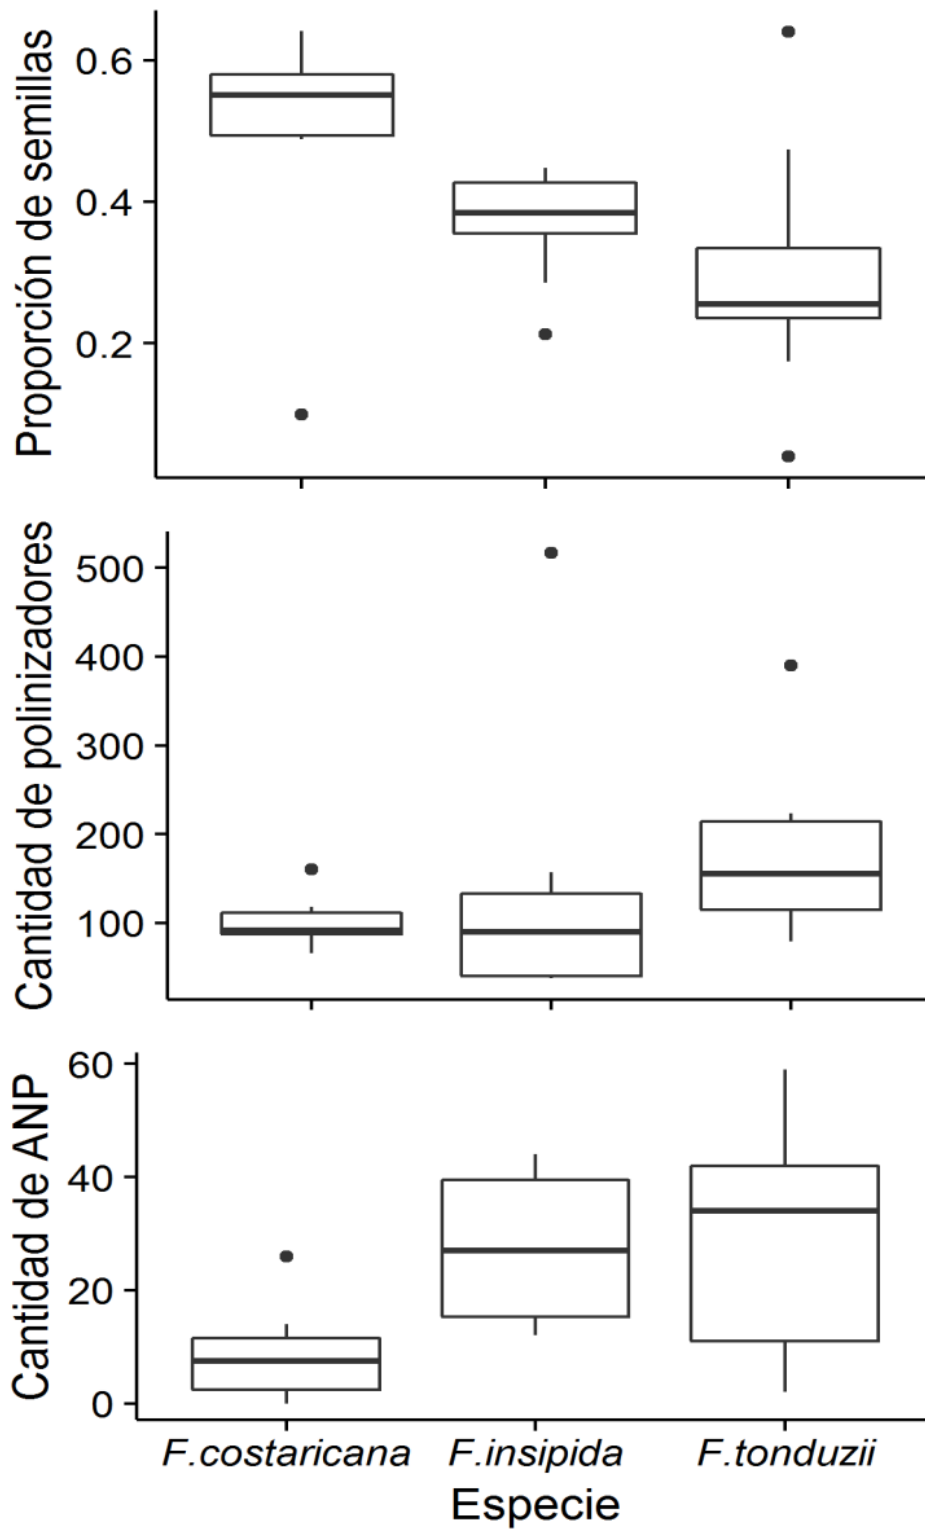 Proporción de semillas
0.6
0.4
0.2
Cantidad de polinizadores
500
400
300
200
100
Cantidad de ANP
60
40
20
0
F.costaricana F.insipida F.tonduzii
Especie